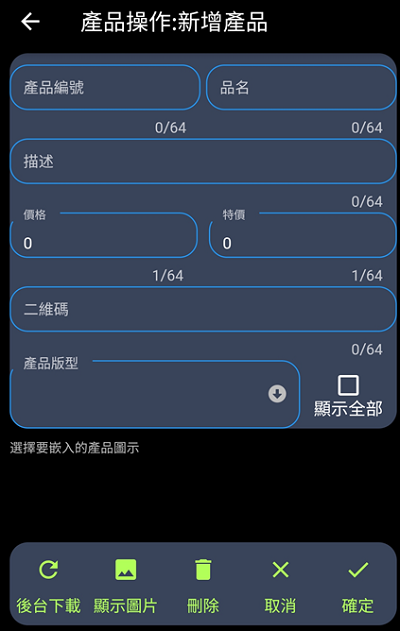 產品操作:新增產品
產品編號 品名
0/64 0/64
描述
0/64
價格 特價
0 0
1/64 1/64
二維碼
0/64
產品版型
顯示全部
選擇要嵌入的產品圖示
後台下載 顯示圖片 刪除 取消 確定